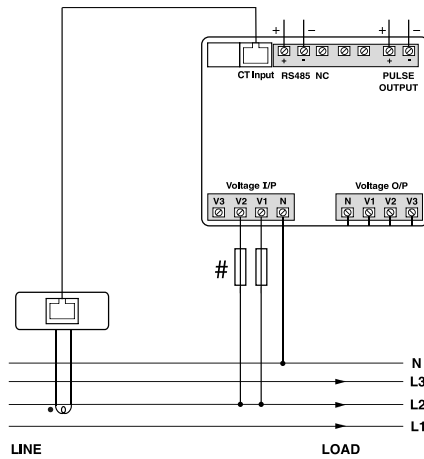 + − + −
+ - + -
CT Input RS485 NC PULSE
OUTPUT
Voltage I/P Voltage O/P
V3 V2 V1 N N V1 V2 V3
#
N
L3
L2
L1
LINE LOAD